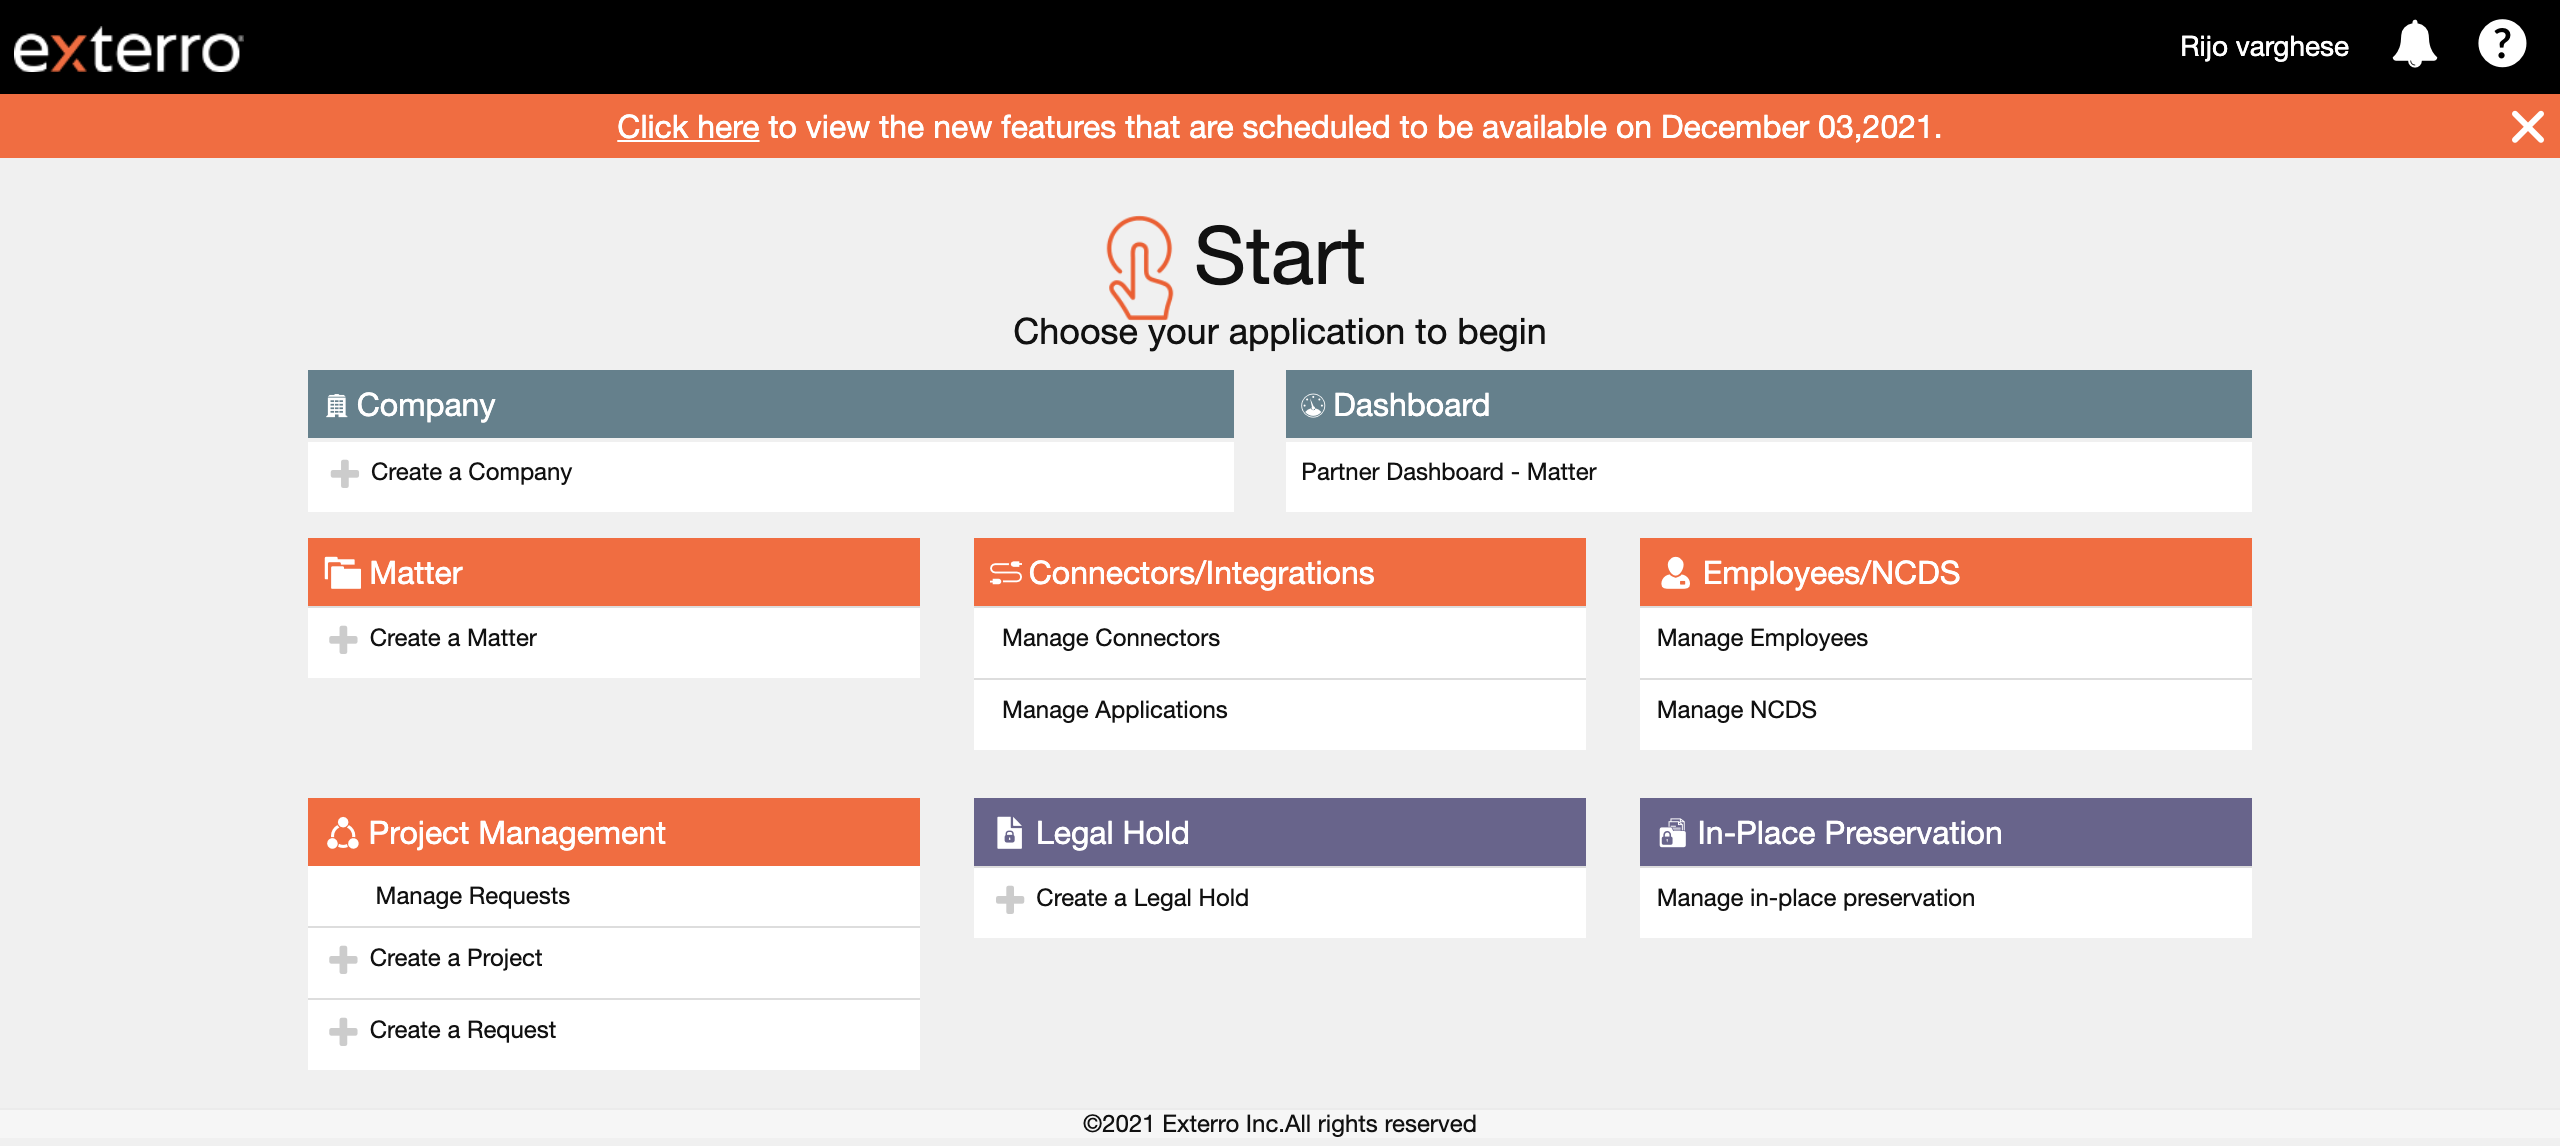 exterro
Rijo varghese
?
Click here to view the new features that are scheduled to be available on December 03,2021.
Start
Choose your application to begin
Company
Create a Company
Dashboard
Partner Dashboard - Matter
Matter
Create a Matter
Connectors/Integrations
Manage Connectors
Manage Applications
Employees/NCDS
Manage Employees
Manage NCDS
Project Management
Manage Requests
Create a Project
Create a Request
Legal Hold
Create a Legal Hold
In-Place Preservation
Manage in-place preservation
©2021 Exterro Inc.All rights reserved